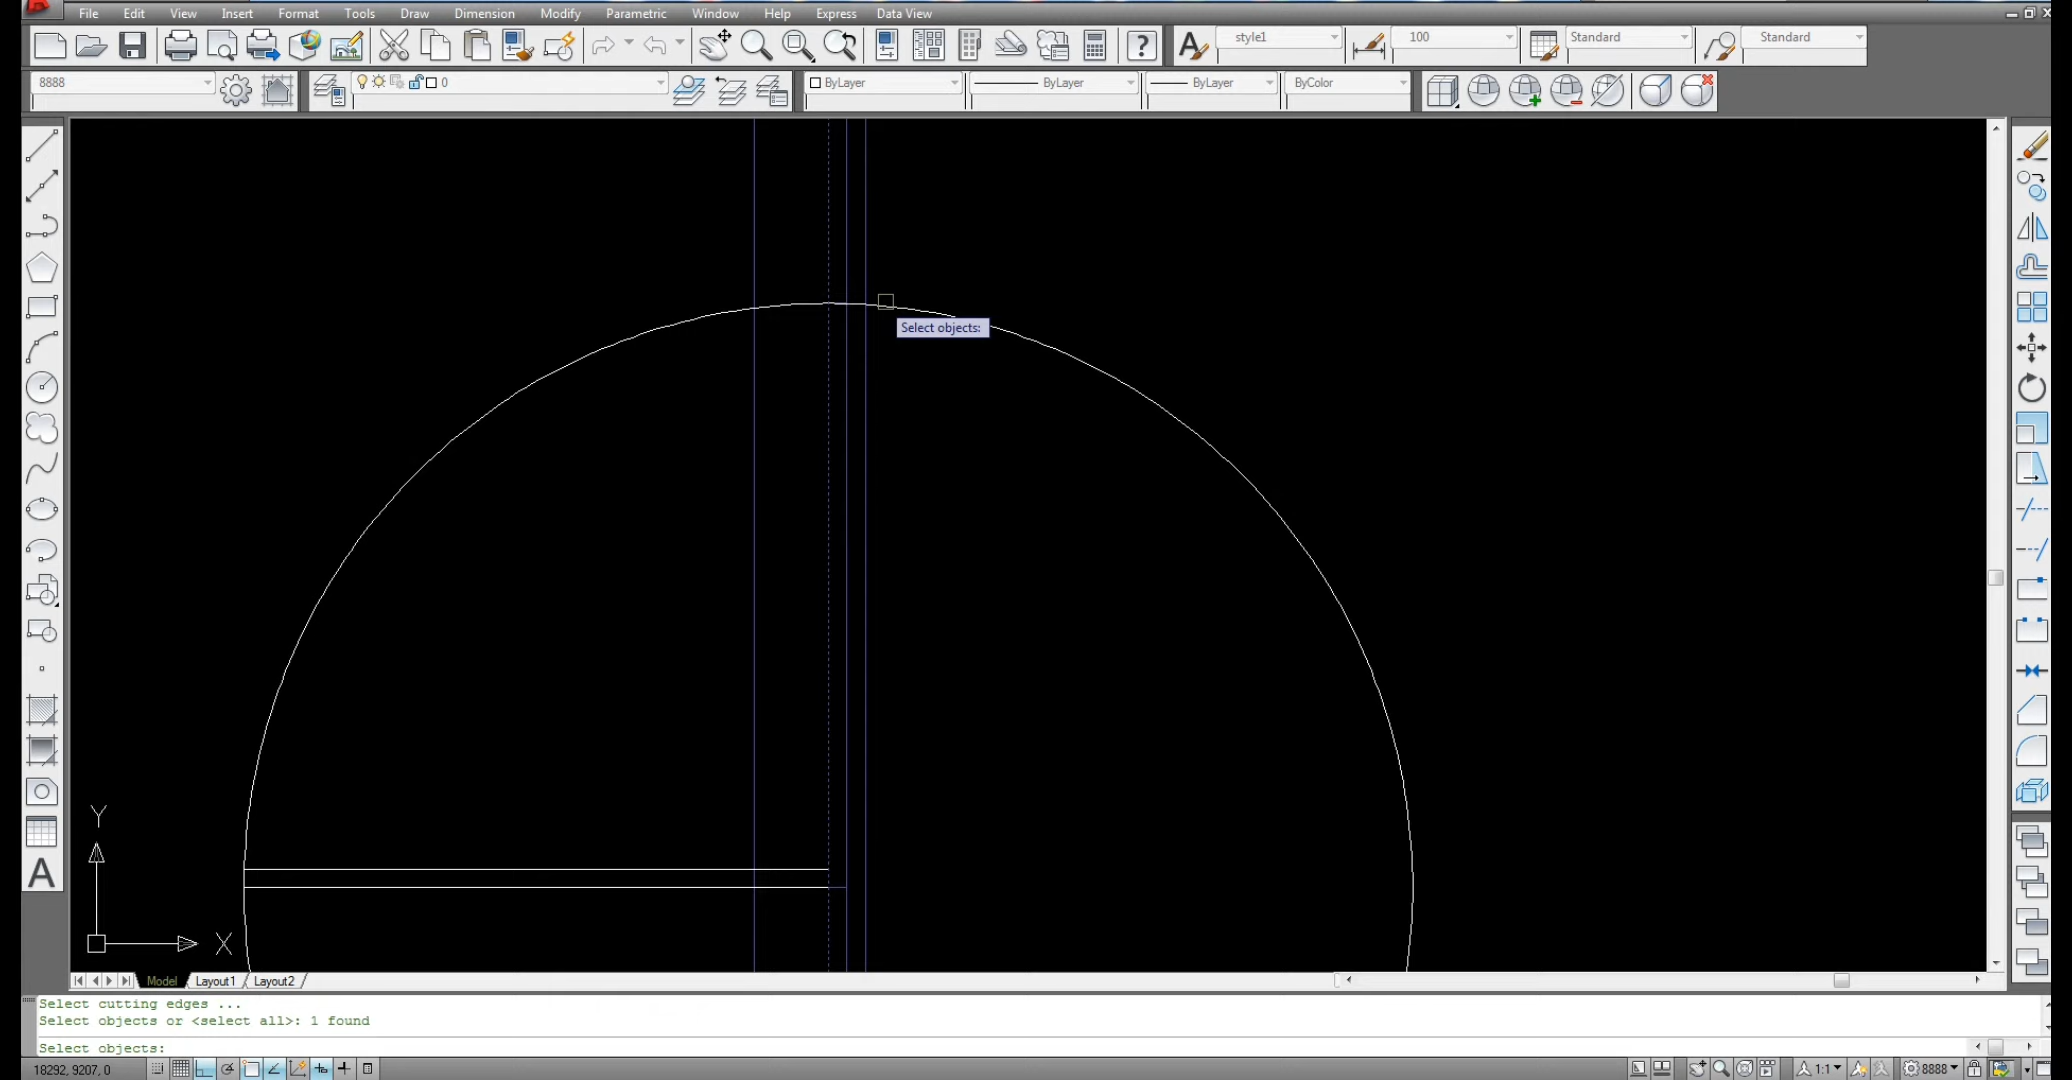 File Edit View Insert Format Tools Draw Dimension Modify Parametric Window Help Express Data View
style1 100 Standard Standard
8888 0 ByLayer ByLayer ByLayer ByColor
Select objects:
Y
X
Model Layout1 Layout2
Select cutting edges ...
Select objects or <select all>: 1 found
Select objects:
18292, 9207, 0 1:1 8888